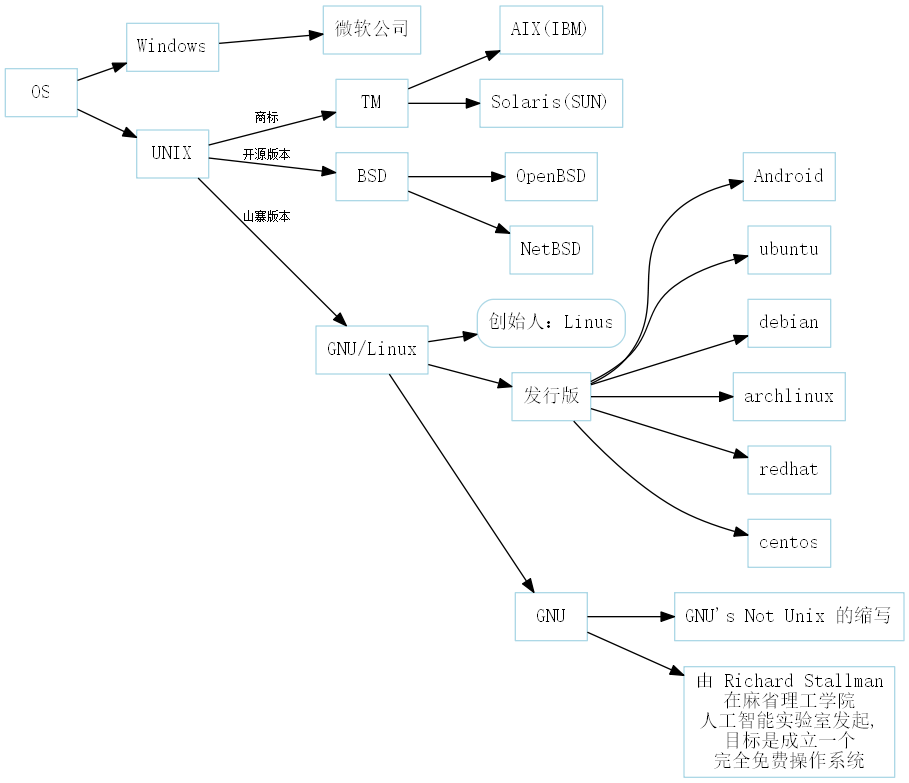 OS
Windows
微软公司
UNIX
商标
TM
AIX(IBM)
Solaris(SUN)
开源版本
BSD
OpenBSD
NetBSD
山寨版本
GNU/Linux
创始人：Linus
发行版
Android
ubuntu
debian
archlinux
redhat
centos
GNU
GNU's Not Unix 的缩写
由 Richard Stallman
在麻省理工学院
人工智能实验室发起,
目标是成立一个
完全免费操作系统